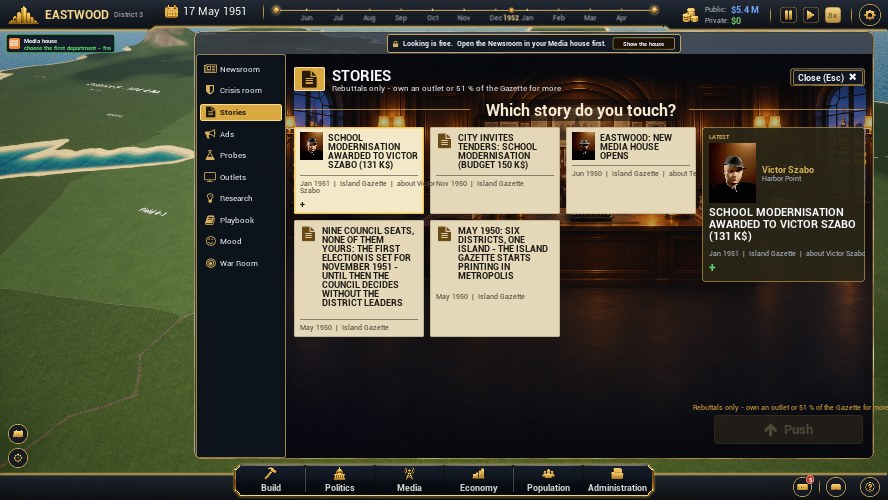 EASTWOOD District 3
17 May 1951
Jun Jul Aug Sep Oct Nov Dec 1952 Jan Feb Mar Apr
Public: $5.4 M
Private: $0
8x
Media house
choose the first department - fre
Looking is free. Open the Newsroom in your Media house first.
Show the house
Newsroom
Crisis room
Stories
Ads
Probes
Outlets
Research
Playbook
Mood
War Room
STORIES
Rebuttals only - own an outlet or 51 % of the Gazette for more.
Close (Esc) ✖
Which story do you touch?
SCHOOL
MODERNISATION
AWARDED TO VICTOR
SZABO (131 K$)
Jan 1951 | Island Gazette | about Victor
Szabo
+
CITY INVITES
TENDERS: SCHOOL
MODERNISATION
(BUDGET 150 K$)
Nov 1950 | Island Gazette
EASTWOOD: NEW
MEDIA HOUSE
OPENS
Jun 1950 | Island Gazette | about Te
NINE COUNCIL SEATS,
NONE OF THEM
YOURS: THE FIRST
ELECTION IS SET FOR
NOVEMBER 1951 -
UNTIL THEN THE
COUNCIL DECIDES
WITHOUT THE
DISTRICT LEADERS
May 1950 | Island Gazette
MAY 1950: SIX
DISTRICTS, ONE
ISLAND - THE ISLAND
GAZETTE STARTS
PRINTING IN
METROPOLIS
May 1950 | Island Gazette
LATEST
Victor Szabo
Harbor Point
SCHOOL MODERNISATION
AWARDED TO VICTOR SZABO
(131 K$)
Jan 1951 | Island Gazette | about Victor Szabo
+
Rebuttals only - own an outlet or 51 % of the Gazette for more
Push
Build
Politics
Media
Economy
Population
Administration